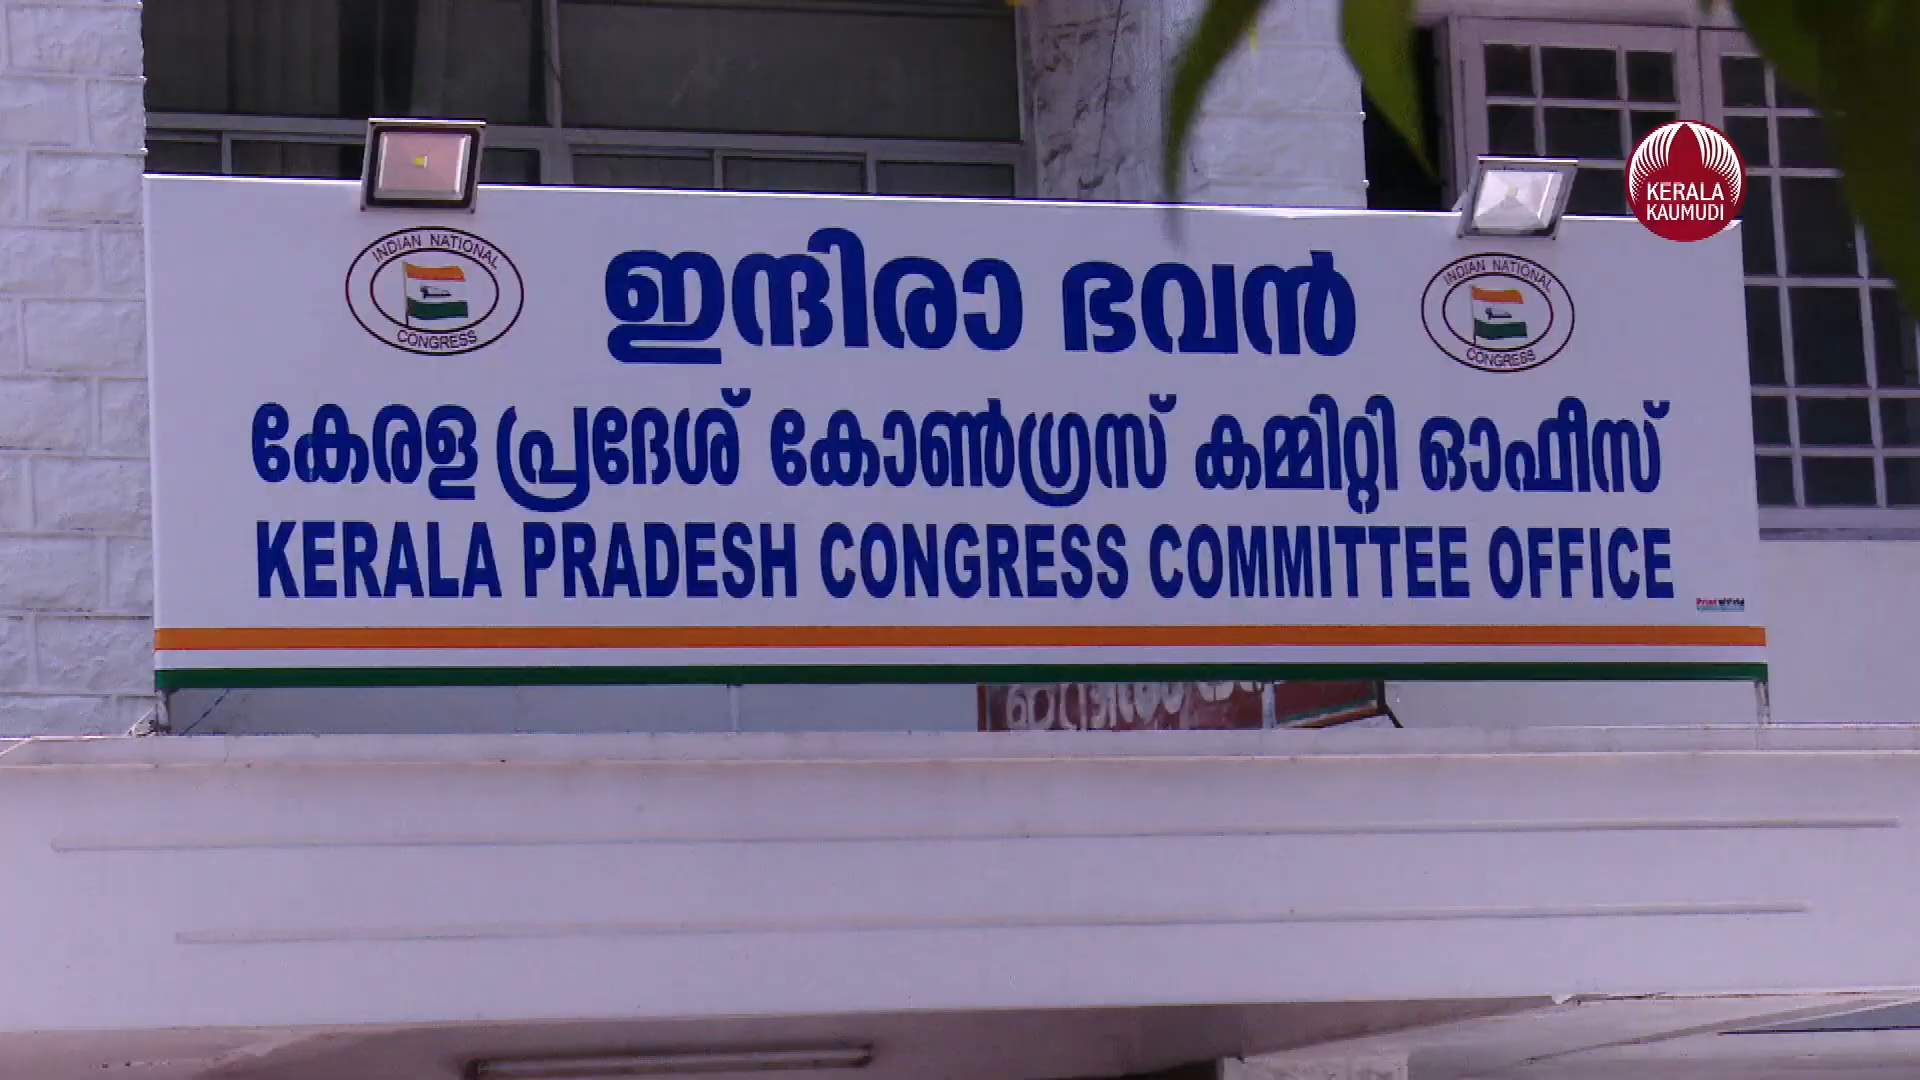 KERALA
KAUMUDI
INDIAN NATIONAL
CONGRESS
ഇന്ദിരാ ഭവൻ
INDIAN NATIONAL
CONGRESS
കേരള പ്രദേശ് കോൺഗ്രസ് കമ്മിറ്റി ഓഫീസ്
KERALA PRADESH CONGRESS COMMITTEE OFFICE